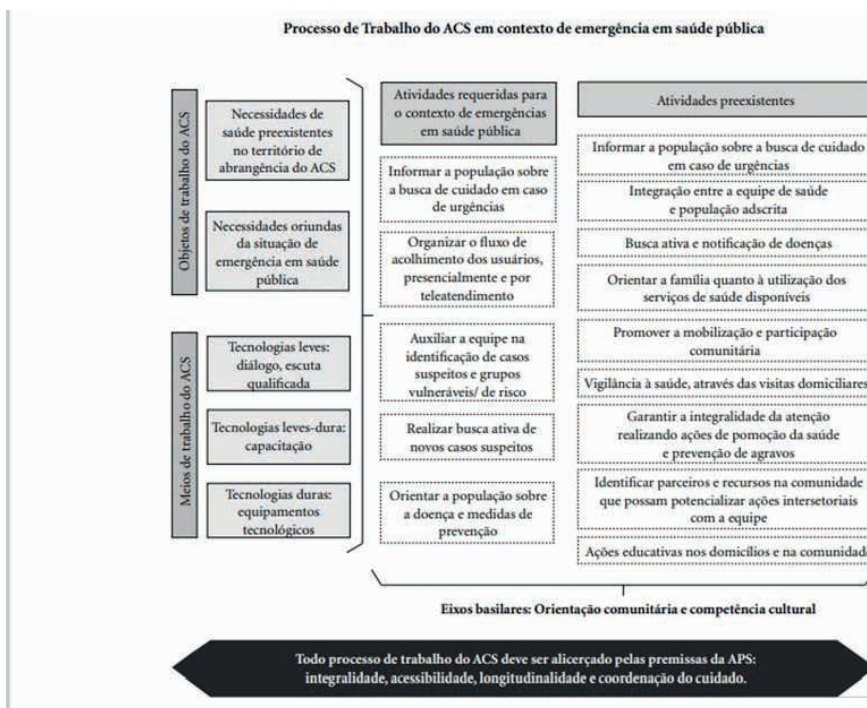 Processo de Trabalho do ACS em contexto de emergência em saúde pública
Objetos de trabalho do ACS
Necessidades de
saúde preexistentes
no território de
abrangência do ACS
Necessidades oriundas
da situação de
emergência em saúde
pública
Meios de trabalho do ACS
Tecnologias leves:
diálogo, escuta
qualificada
Tecnologias leves-dura:
capacitação
Tecnologias duras:
equipamentos
tecnológicos
Atividades requeridas para
o contexto de emergências
em saúde pública
Informar a população sobre
a busca de cuidado em caso
de urgências
Organizar o fluxo de
acolhimento dos usuários,
presencialmente e por
teleatendimento
Auxiliar a equipe na
identificação de casos
suspeitos e grupos
vulneráveis/ de risco
Realizar busca ativa de
novos casos suspeitos
Orientar a população sobre
a doença e medidas de
prevenção
Atividades preexistentes
Informar a população sobre a busca de cuidado
em caso de urgências
Integração entre a equipe de saúde
e população adscrita
Busca ativa e notificação de doenças
Orientar a família quanto à utilização dos
serviços de saúde disponíveis
Promover a mobilização e participação
comunitária
Vigilância à saúde, através das visitas domiciliares
Garantir a integralidade da atenção
realizando ações de pomoção da saúde
e prevenção de agravos
Identificar parceiros e recursos na comunidade
que possam potencializar ações intersetoriais
com a equipe
Ações educativas nos domicílios e na comunidad
Eixos basilares: Orientação comunitária e competência cultural
Todo processo de trabalho do ACS deve ser alicerçado pelas premissas da APS:
integralidade, acessibilidade, longitudinalidade e coordenação do cuidado.